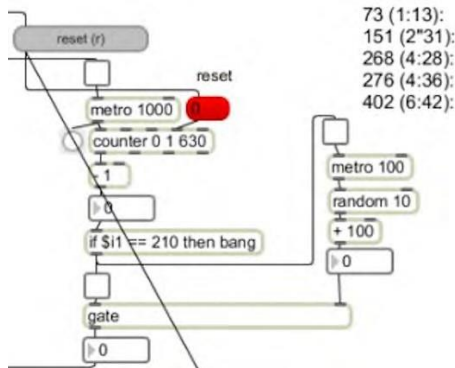 73 (1:13):
151 (2"31):
268 (4:28):
276 (4:36):
402 (6:42):
reset (r)
reset
metro 1000
0
counter 0 1 630
- 1
0
if $i1 == 210 then bang
metro 100
random 10
+ 100
0
gate
0